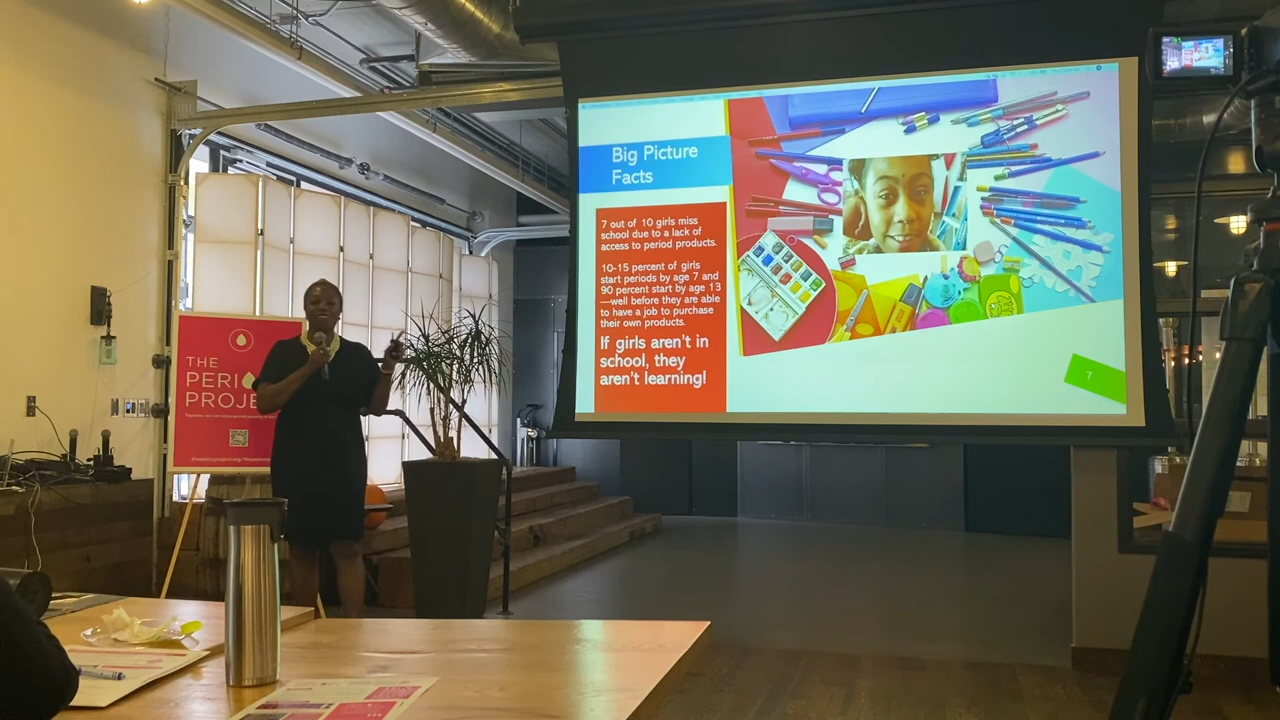 Big Picture
Facts
7 out of 10 girls miss
school due to a lack of
access to period products.
10-15 percent of girls
start periods by age 7 and
90 percent start by age 13
—well before they are able
to have a job to purchase
their own products.
If girls aren't in
school, they
aren't learning!
7
THE
PERI
PROJE